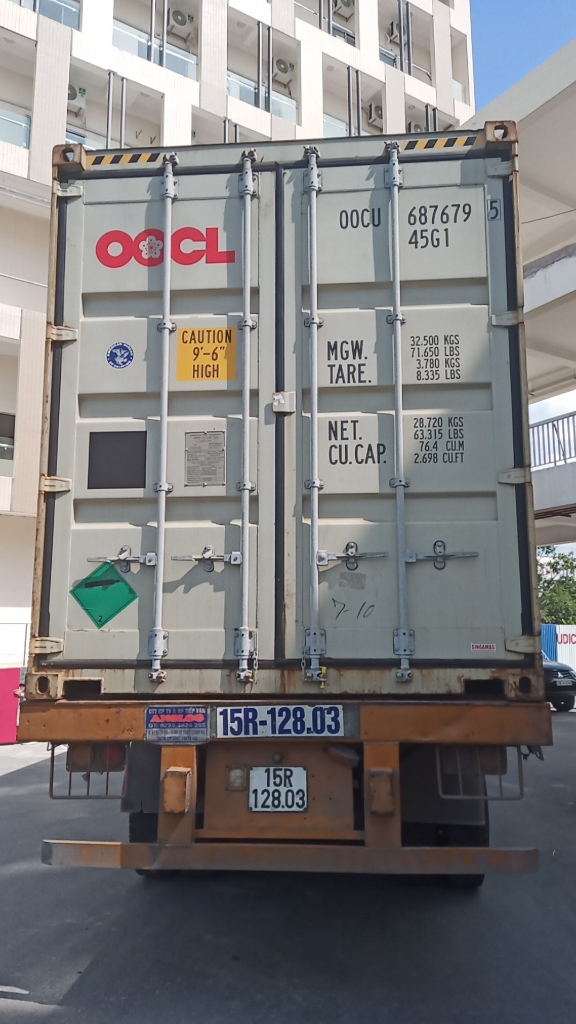 OOCL
OOCU 687679 5
45G1
CAUTION
9'-6"
HIGH
MGW. 32.500 KGS
71.650 LBS
TARE. 3.780 KGS
8.335 LBS
NET. 28.720 KGS
63.315 LBS
CU.CAP. 76.4 CU.M
2.698 CU.FT
2
7-10
SINGAMAS
15R-128.03
15R
128.03